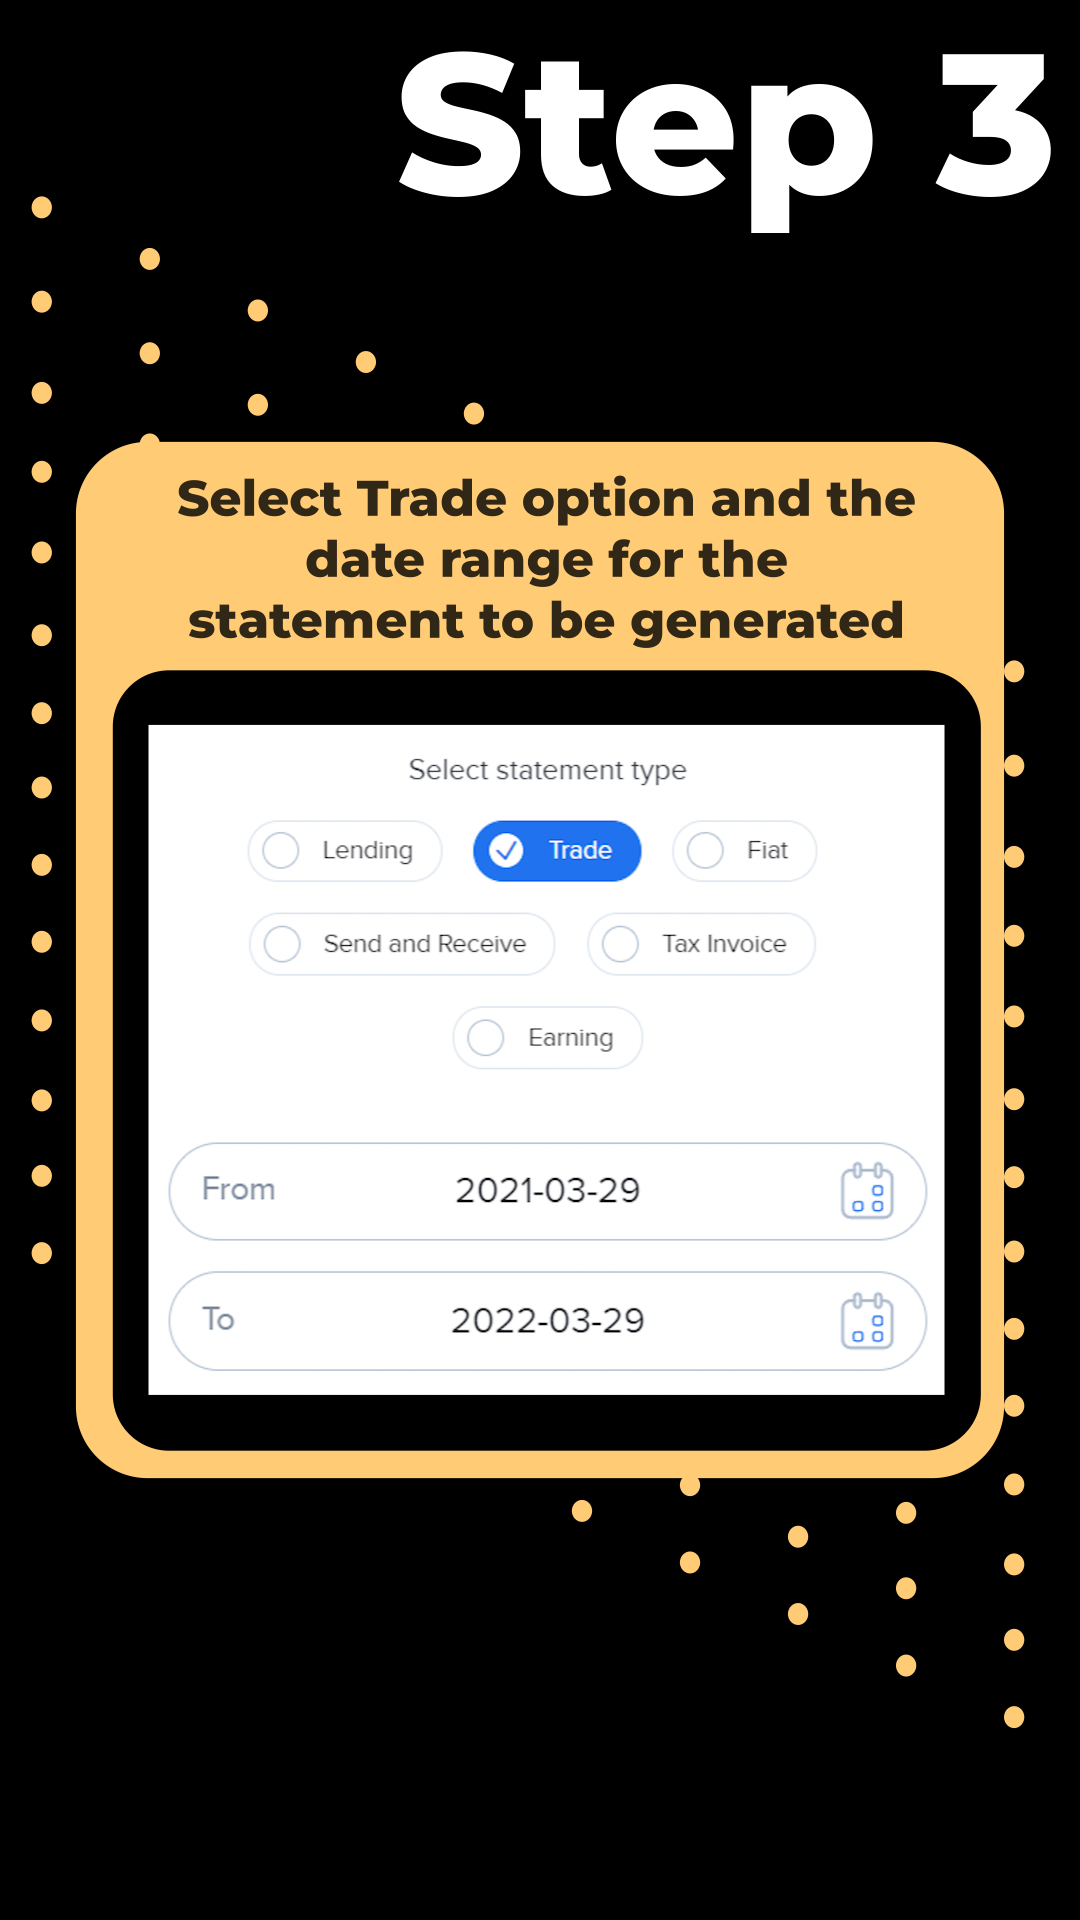 Step 3
Select Trade option and the
date range for the
statement to be generated
Select statement type
Lending
Trade
Fiat
Send and Receive
Tax Invoice
Earning
From 2021-03-29
To 2022-03-29